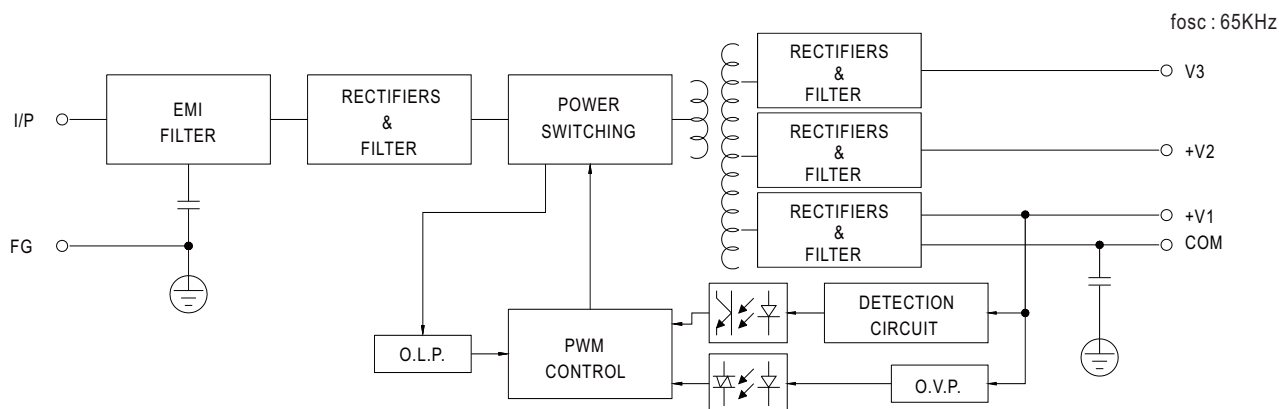 fosc : 65KHz
I/P
EMI
FILTER
RECTIFIERS
&
FILTER
POWER
SWITCHING
RECTIFIERS
&
FILTER
V3
RECTIFIERS
&
FILTER
+V2
RECTIFIERS
&
FILTER
+V1
COM
FG
O.L.P.
PWM
CONTROL
DETECTION
CIRCUIT
O.V.P.